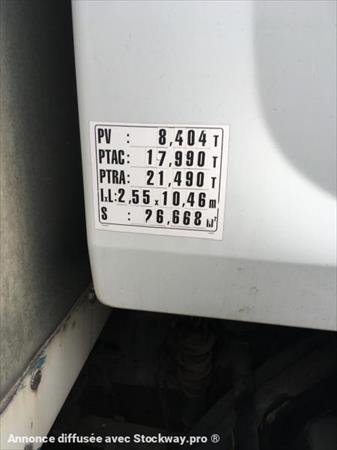 PV : 8,404 T
PTAC: 17,990 T
PTRA: 21,490 T
lxL: 2,55 x 10,46 m
S : 26,668 M²
Annonce diffusée avec Stockway.pro ®